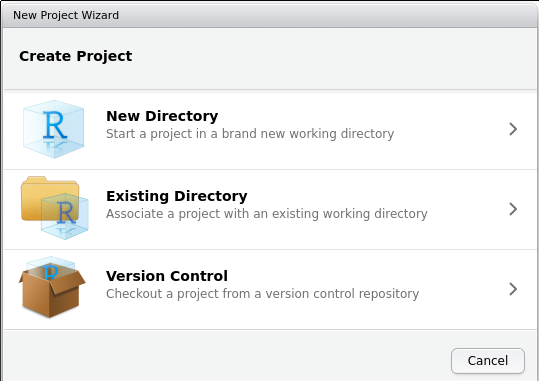 New Project Wizard
Create Project
New Directory
Start a project in a brand new working directory
Existing Directory
Associate a project with an existing working directory
Version Control
Checkout a project from a version control repository
Cancel